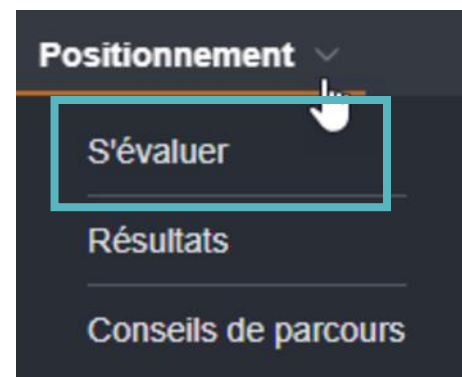 Positionnement
S'évaluer
Résultats
Conseils de parcours